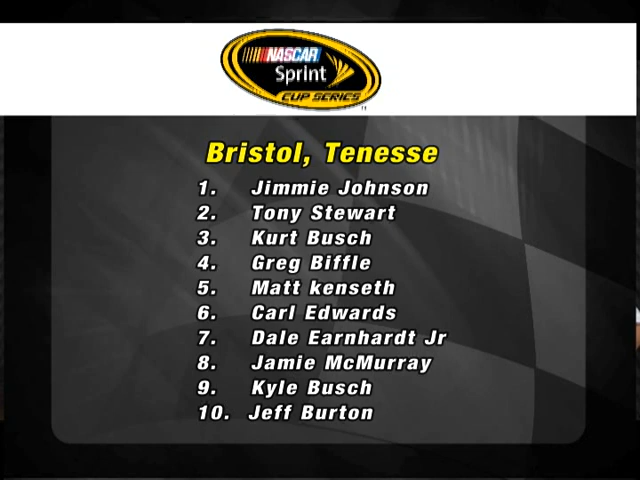 NASCAR
Sprint
CUP SERIES
Bristol, Tenesse
1. Jimmie Johnson
2. Tony Stewart
3. Kurt Busch
4. Greg Biffle
5. Matt kenseth
6. Carl Edwards
7. Dale Earnhardt Jr
8. Jamie McMurray
9. Kyle Busch
10. Jeff Burton